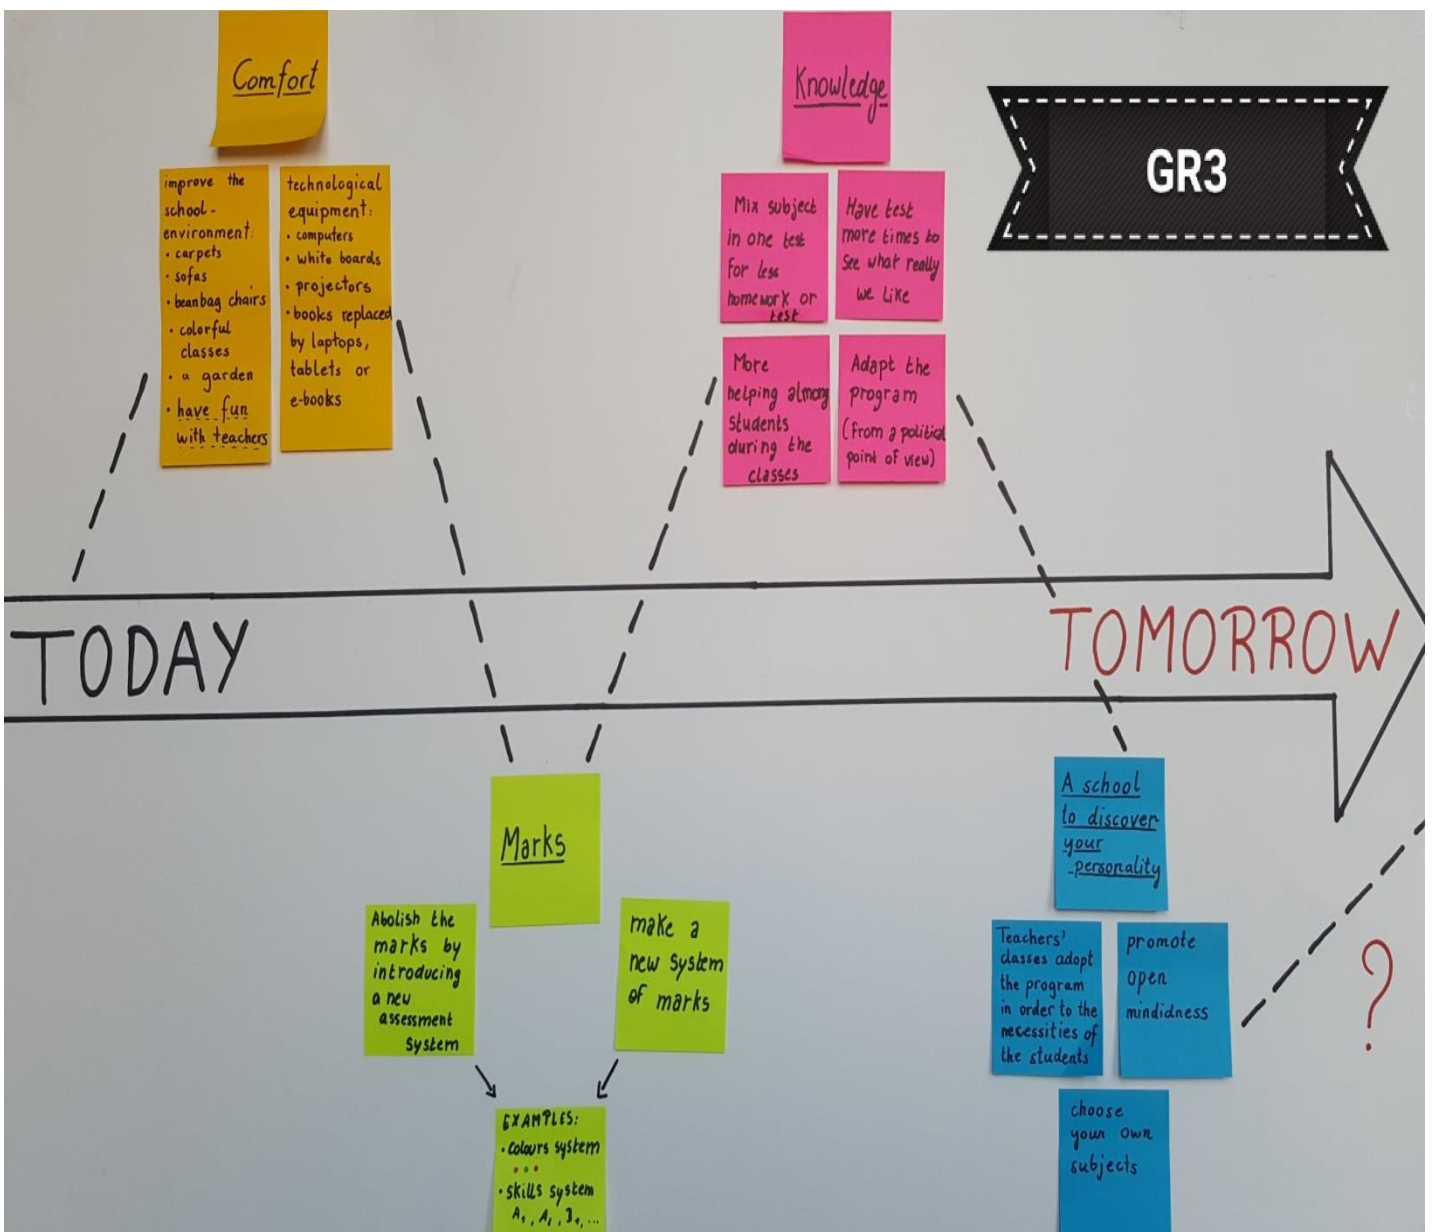 Comfort
improve the
school-
environment:
• carpets
• sofas
• beanbag chairs
• colorful
classes
• a garden
• have fun
with teachers
technological
equipment:
• computers
• white boards
• projectors
• books replaced
by laptops,
tablets or
e-books
Knowledge
Mix subject
in one test
For less
homework or
test
Have test
more times to
See what really
we like
More
helping almong
Students
during the
classes
Adapt the
program
(from a political
point of view)
GR3
TODAY
TOMORROW
Marks
Abolish the
marks by
introducing
a new
assessment
System
make a
new system
of marks
EXAMPLES:
• Colours system
• Skills system
A school
to discover
your
personality
Teachers'
classes adopt
the program
in order to the
necessities of
the students
promote
open
mindidness
choose
your own
subjects
?